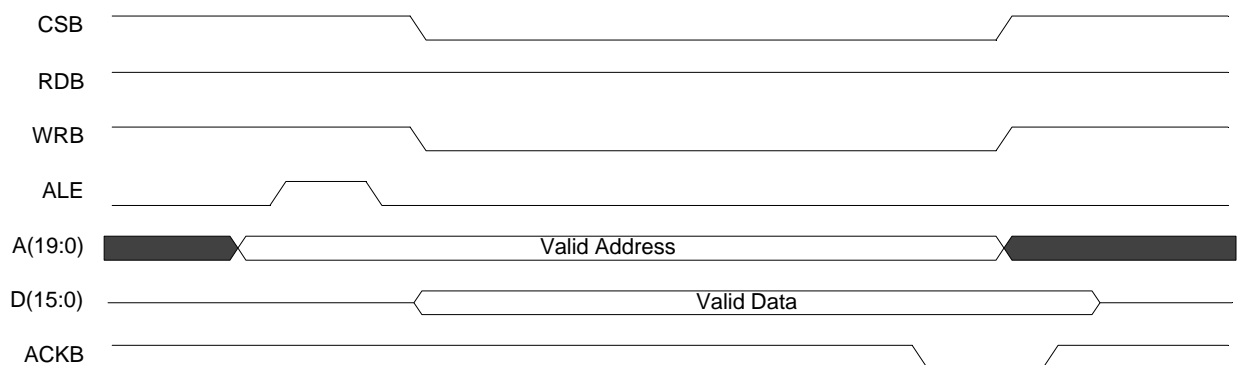 CSB
RDB
WRB
ALE
A(19:0) Valid Address
D(15:0) Valid Data
ACKB